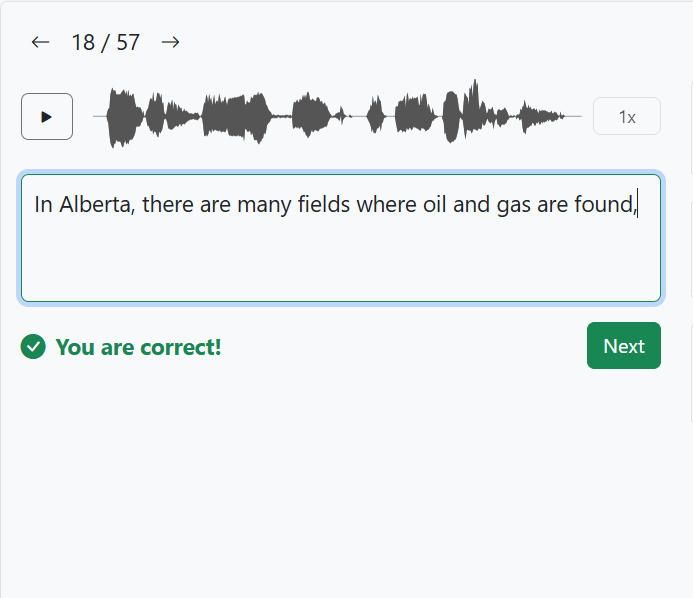 ← 18 / 57 →
1x
In Alberta, there are many fields where oil and gas are found,
You are correct!
Next